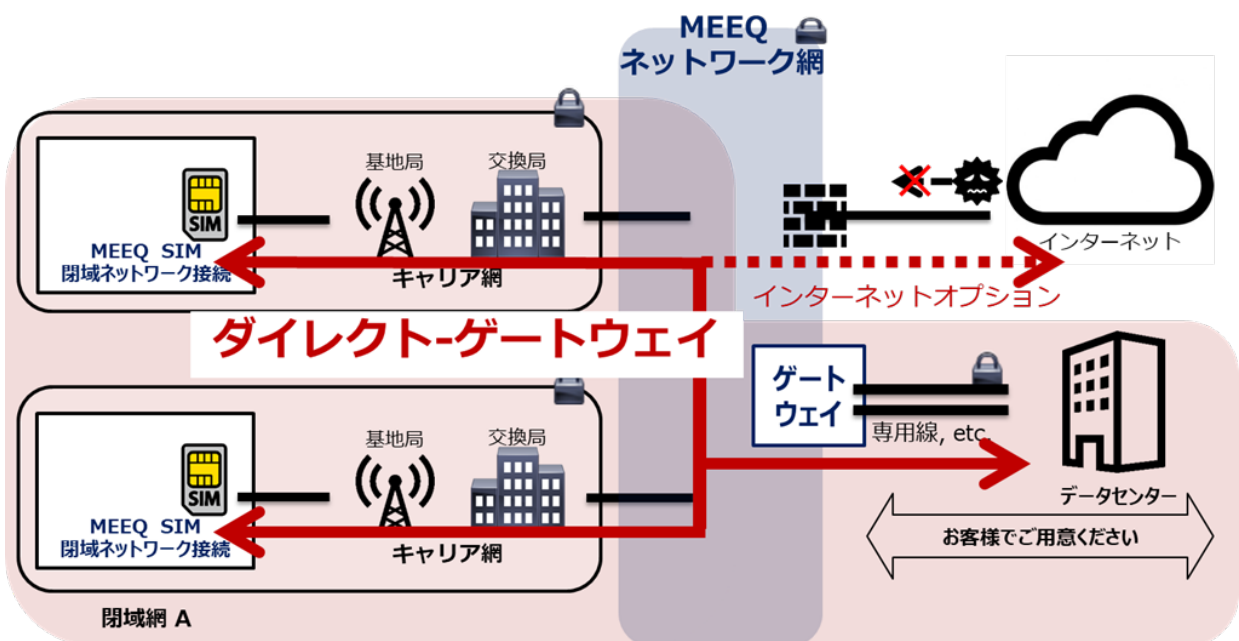 MEEQ
ネットワーク網
基地局
交換局
SIM
MEEQ SIM
閉域ネットワーク接続
キャリア網
インターネット
インターネットオプション
ダイレクト-ゲートウェイ
ゲート
ウェイ
専用線, etc.
データセンター
お客様でご用意ください
基地局
交換局
SIM
MEEQ SIM
閉域ネットワーク接続
キャリア網
閉域網 A